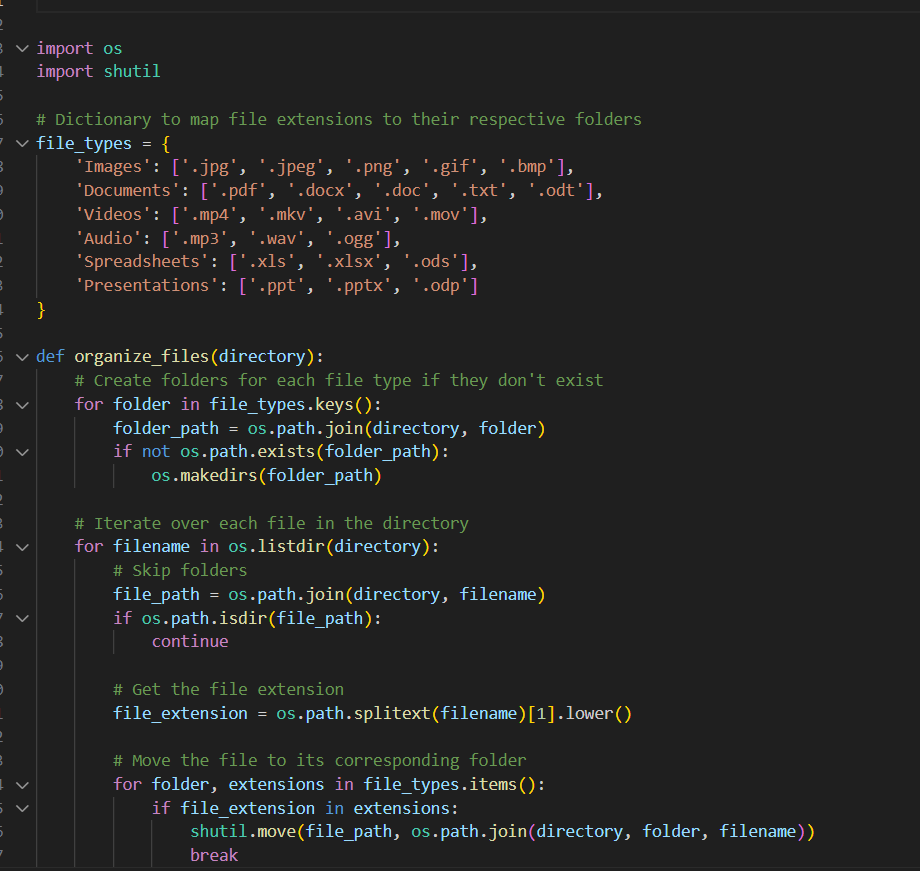 import os
import shutil
# Dictionary to map file extensions to their respective folders
file_types = {
    'Images': ['.jpg', '.jpeg', '.png', '.gif', '.bmp'],
    'Documents': ['.pdf', '.docx', '.doc', '.txt', '.odt'],
    'Videos': ['.mp4', '.mkv', '.avi', '.mov'],
    'Audio': ['.mp3', '.wav', '.ogg'],
    'Spreadsheets': ['.xls', '.xlsx', '.ods'],
    'Presentations': ['.ppt', '.pptx', '.odp']
}
def organize_files(directory):
    # Create folders for each file type if they don't exist
    for folder in file_types.keys():
        folder_path = os.path.join(directory, folder)
        if not os.path.exists(folder_path):
            os.makedirs(folder_path)
    # Iterate over each file in the directory
    for filename in os.listdir(directory):
        # Skip folders
        file_path = os.path.join(directory, filename)
        if os.path.isdir(file_path):
            continue
        # Get the file extension
        file_extension = os.path.splitext(filename)[1].lower()
        # Move the file to its corresponding folder
        for folder, extensions in file_types.items():
            if file_extension in extensions:
                shutil.move(file_path, os.path.join(directory, folder, filename))
                break